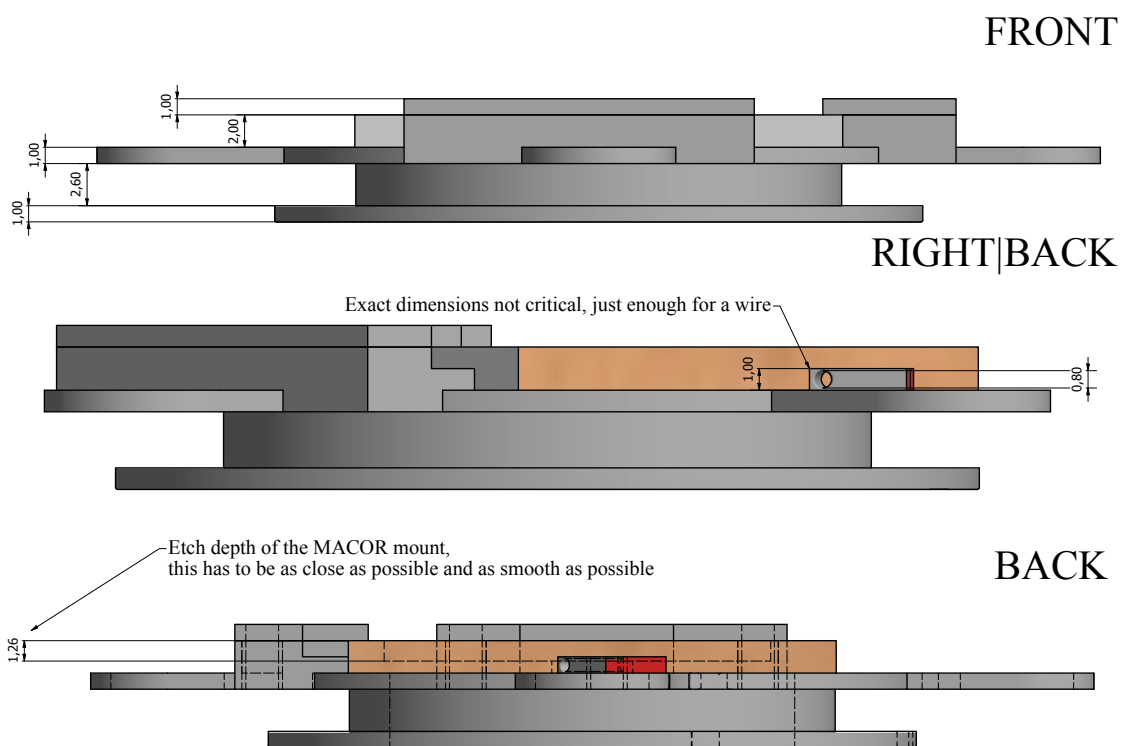 FRONT
1,00
2,00
1,00
2,60
1,00
RIGHT|BACK
Exact dimensions not critical, just enough for a wire
1,00
0,80
Etch depth of the MACOR mount,
this has to be as close as possible and as smooth as possible
BACK
1,26